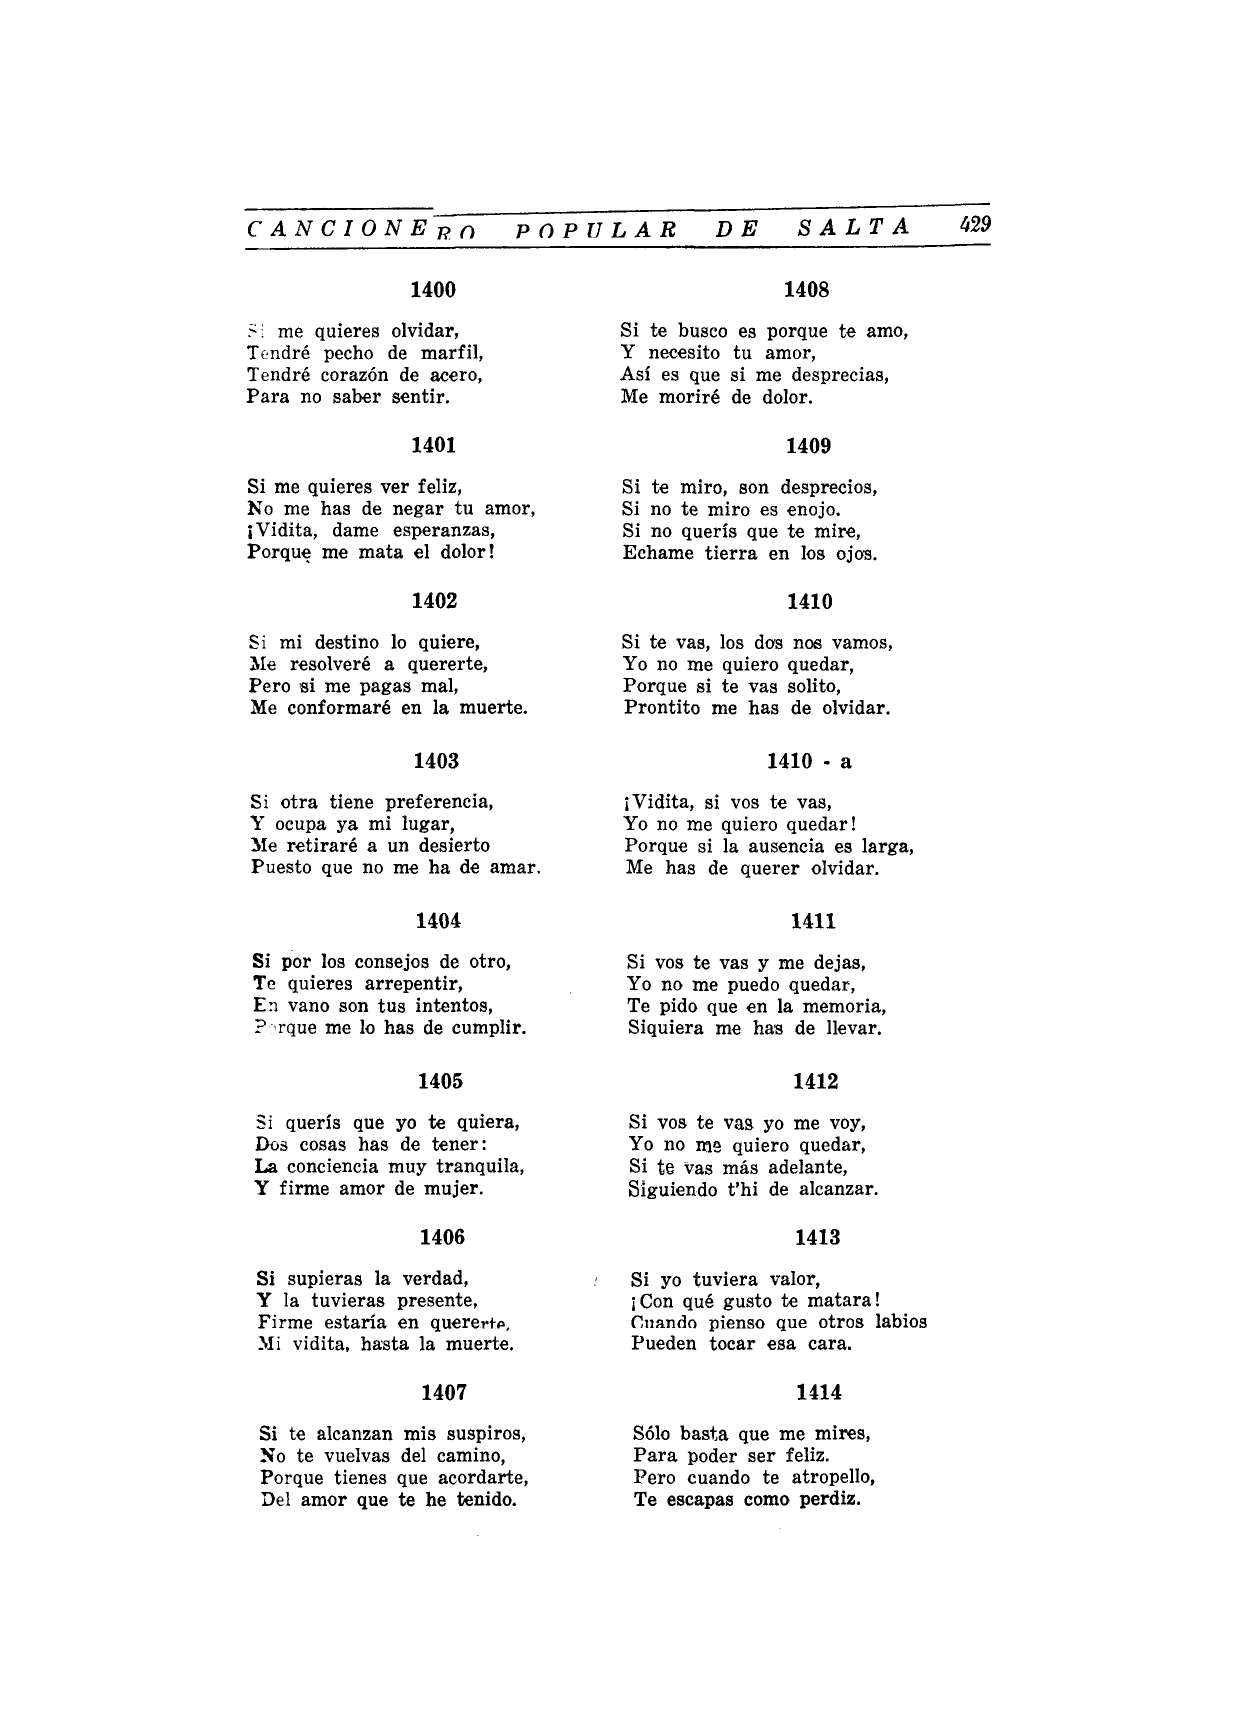 CANCIONERO POPULAR DE SALTA 429
1400
Si me quieres olvidar,
Tendré pecho de marfil,
Tendré corazón de acero,
Para no saber sentir.
1401
Si me quieres ver feliz,
No me has de negar tu amor,
¡Vidita, dame esperanzas,
Porque me mata el dolor!
1402
Si mi destino lo quiere,
Me resolveré a quererte,
Pero si me pagas mal,
Me conformaré en la muerte.
1403
Si otra tiene preferencia,
Y ocupa ya mi lugar,
Me retiraré a un desierto
Puesto que no me ha de amar.
1404
Si por los consejos de otro,
Te quieres arrepentir,
En vano son tus intentos,
Porque me lo has de cumplir.
1405
Si querís que yo te quiera,
Dos cosas has de tener:
La conciencia muy tranquila,
Y firme amor de mujer.
1406
Si supieras la verdad,
Y la tuvieras presente,
Firme estaría en quererte,
Mi vidita, hasta la muerte.
1407
Si te alcanzan mis suspiros,
No te vuelvas del camino,
Porque tienes que acordarte,
Del amor que te he tenido.
1408
Si te busco es porque te amo,
Y necesito tu amor,
Así es que si me desprecias,
Me moriré de dolor.
1409
Si te miro, son desprecios,
Si no te miro es enojo.
Si no querís que te mire,
Echame tierra en los ojos.
1410
Si te vas, los dos nos vamos,
Yo no me quiero quedar,
Porque si te vas solito,
Prontito me has de olvidar.
1410 - a
¡Vidita, si vos te vas,
Yo no me quiero quedar!
Porque si la ausencia es larga,
Me has de querer olvidar.
1411
Si vos te vas y me dejas,
Yo no me puedo quedar,
Te pido que en la memoria,
Siquiera me has de llevar.
1412
Si vos te vas yo me voy,
Yo no me quiero quedar,
Si te vas más adelante,
Siguiendo t'hi de alcanzar.
1413
Si yo tuviera valor,
¡Con qué gusto te matara!
Cuando pienso que otros labios
Pueden tocar esa cara.
1414
Sólo basta que me mires,
Para poder ser feliz.
Pero cuando te atropello,
Te escapas como perdiz.